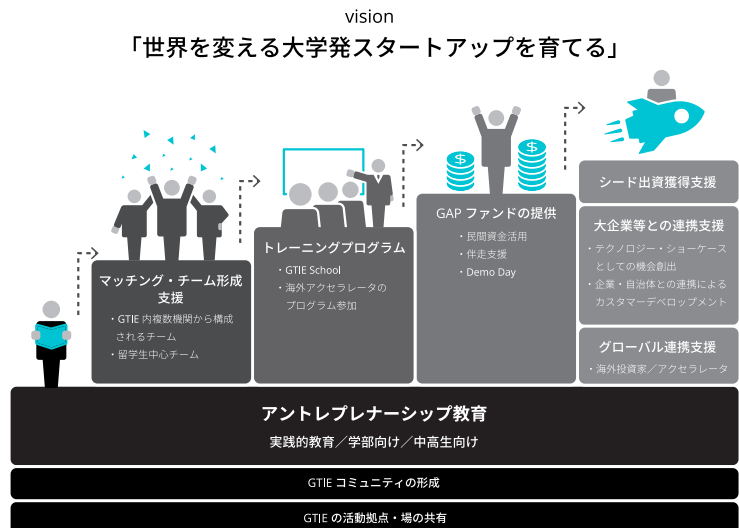 vision
「世界を変える大学発スタートアップを育てる」
マッチング・チーム形成
支援
・GTIE 内複数機関から構成
されるチーム
・留学生中心チーム
トレーニングプログラム
・GTIE School
・海外アクセラレータの
プログラム参加
GAP ファンドの提供
・民間資金活用
・伴走支援
・Demo Day
シード出資獲得支援
大企業等との連携支援
・テクノロジー・ショーケース
としての機会創出
・企業・自治体との連携による
カスタマーデベロップメント
グローバル連携支援
・海外投資家／アクセラレータ
アントレプレナーシップ教育
実践的教育／学部向け／中高生向け
GTIE コミュニティの形成
GTIE の活動拠点・場の共有